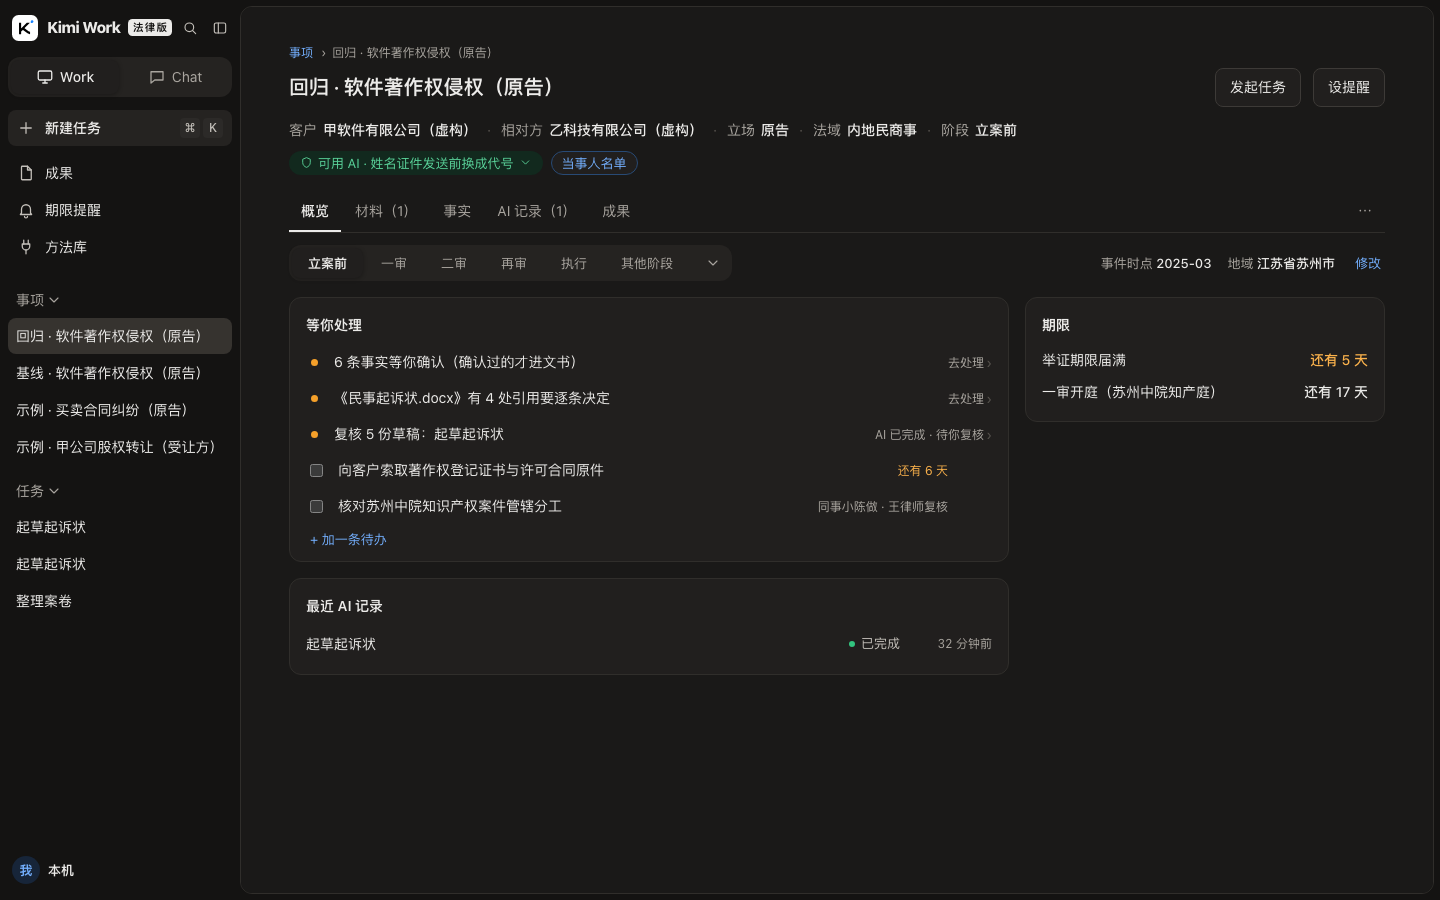 Kimi Work 法律版
Work Chat
新建任务 ⌘ K
成果
期限提醒
方法库
事项
回归 · 软件著作权侵权（原告）
基线 · 软件著作权侵权（原告）
示例 · 买卖合同纠纷（原告）
示例 · 甲公司股权转让（受让方）
任务
起草起诉状
起草起诉状
整理案卷
我 本机
事项 › 回归 · 软件著作权侵权（原告）
回归 · 软件著作权侵权（原告）
发起任务 设提醒
客户 甲软件有限公司（虚构） · 相对方 乙科技有限公司（虚构） · 立场 原告 · 法域 内地民商事 · 阶段 立案前
可用 AI · 姓名证件发送前换成代号 当事人名单
概览 材料（1） 事实 AI 记录（1） 成果 ···
立案前 一审 二审 再审 执行 其他阶段
事件时点 2025-03 地域 江苏省苏州市 修改
等你处理
6 条事实等你确认（确认过的才进文书） 去处理 ›
《民事起诉状.docx》有 4 处引用要逐条决定 去处理 ›
复核 5 份草稿：起草起诉状 AI 已完成 · 待你复核 ›
向客户索取著作权登记证书与许可合同原件 还有 6 天
核对苏州中院知识产权案件管辖分工 同事小陈做 · 王律师复核
+ 加一条待办
期限
举证期限届满 还有 5 天
一审开庭（苏州中院知产庭） 还有 17 天
最近 AI 记录
起草起诉状 已完成 32 分钟前